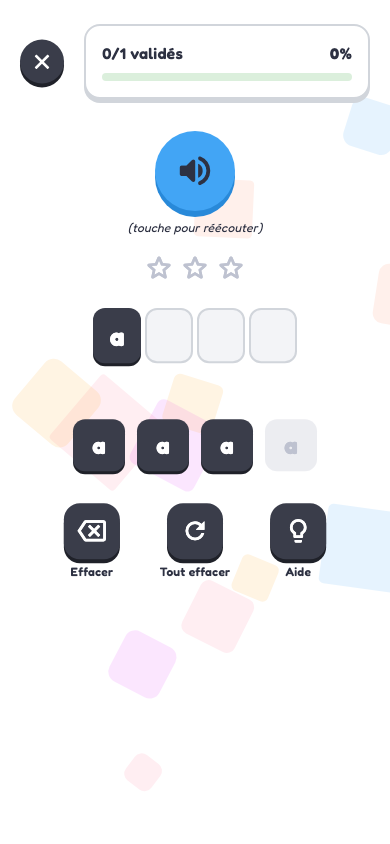 0/1 validés 0%
(touche pour réécouter)
a
a a a a
Effacer Tout effacer Aide